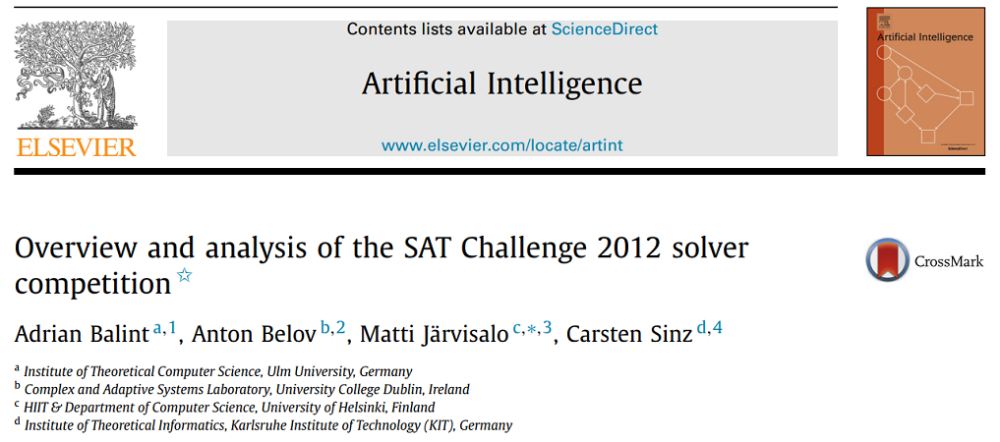 Contents lists available at ScienceDirect
Artificial Intelligence
www.elsevier.com/locate/artint
ELSEVIER
Artificial Intelligence
Overview and analysis of the SAT Challenge 2012 solver
competition ☆
CrossMark
Adrian Balint a,1, Anton Belov b,2, Matti Järvisalo c,∗,3, Carsten Sinz d,4
a Institute of Theoretical Computer Science, Ulm University, Germany
b Complex and Adaptive Systems Laboratory, University College Dublin, Ireland
c HIIT & Department of Computer Science, University of Helsinki, Finland
d Institute of Theoretical Informatics, Karlsruhe Institute of Technology (KIT), Germany